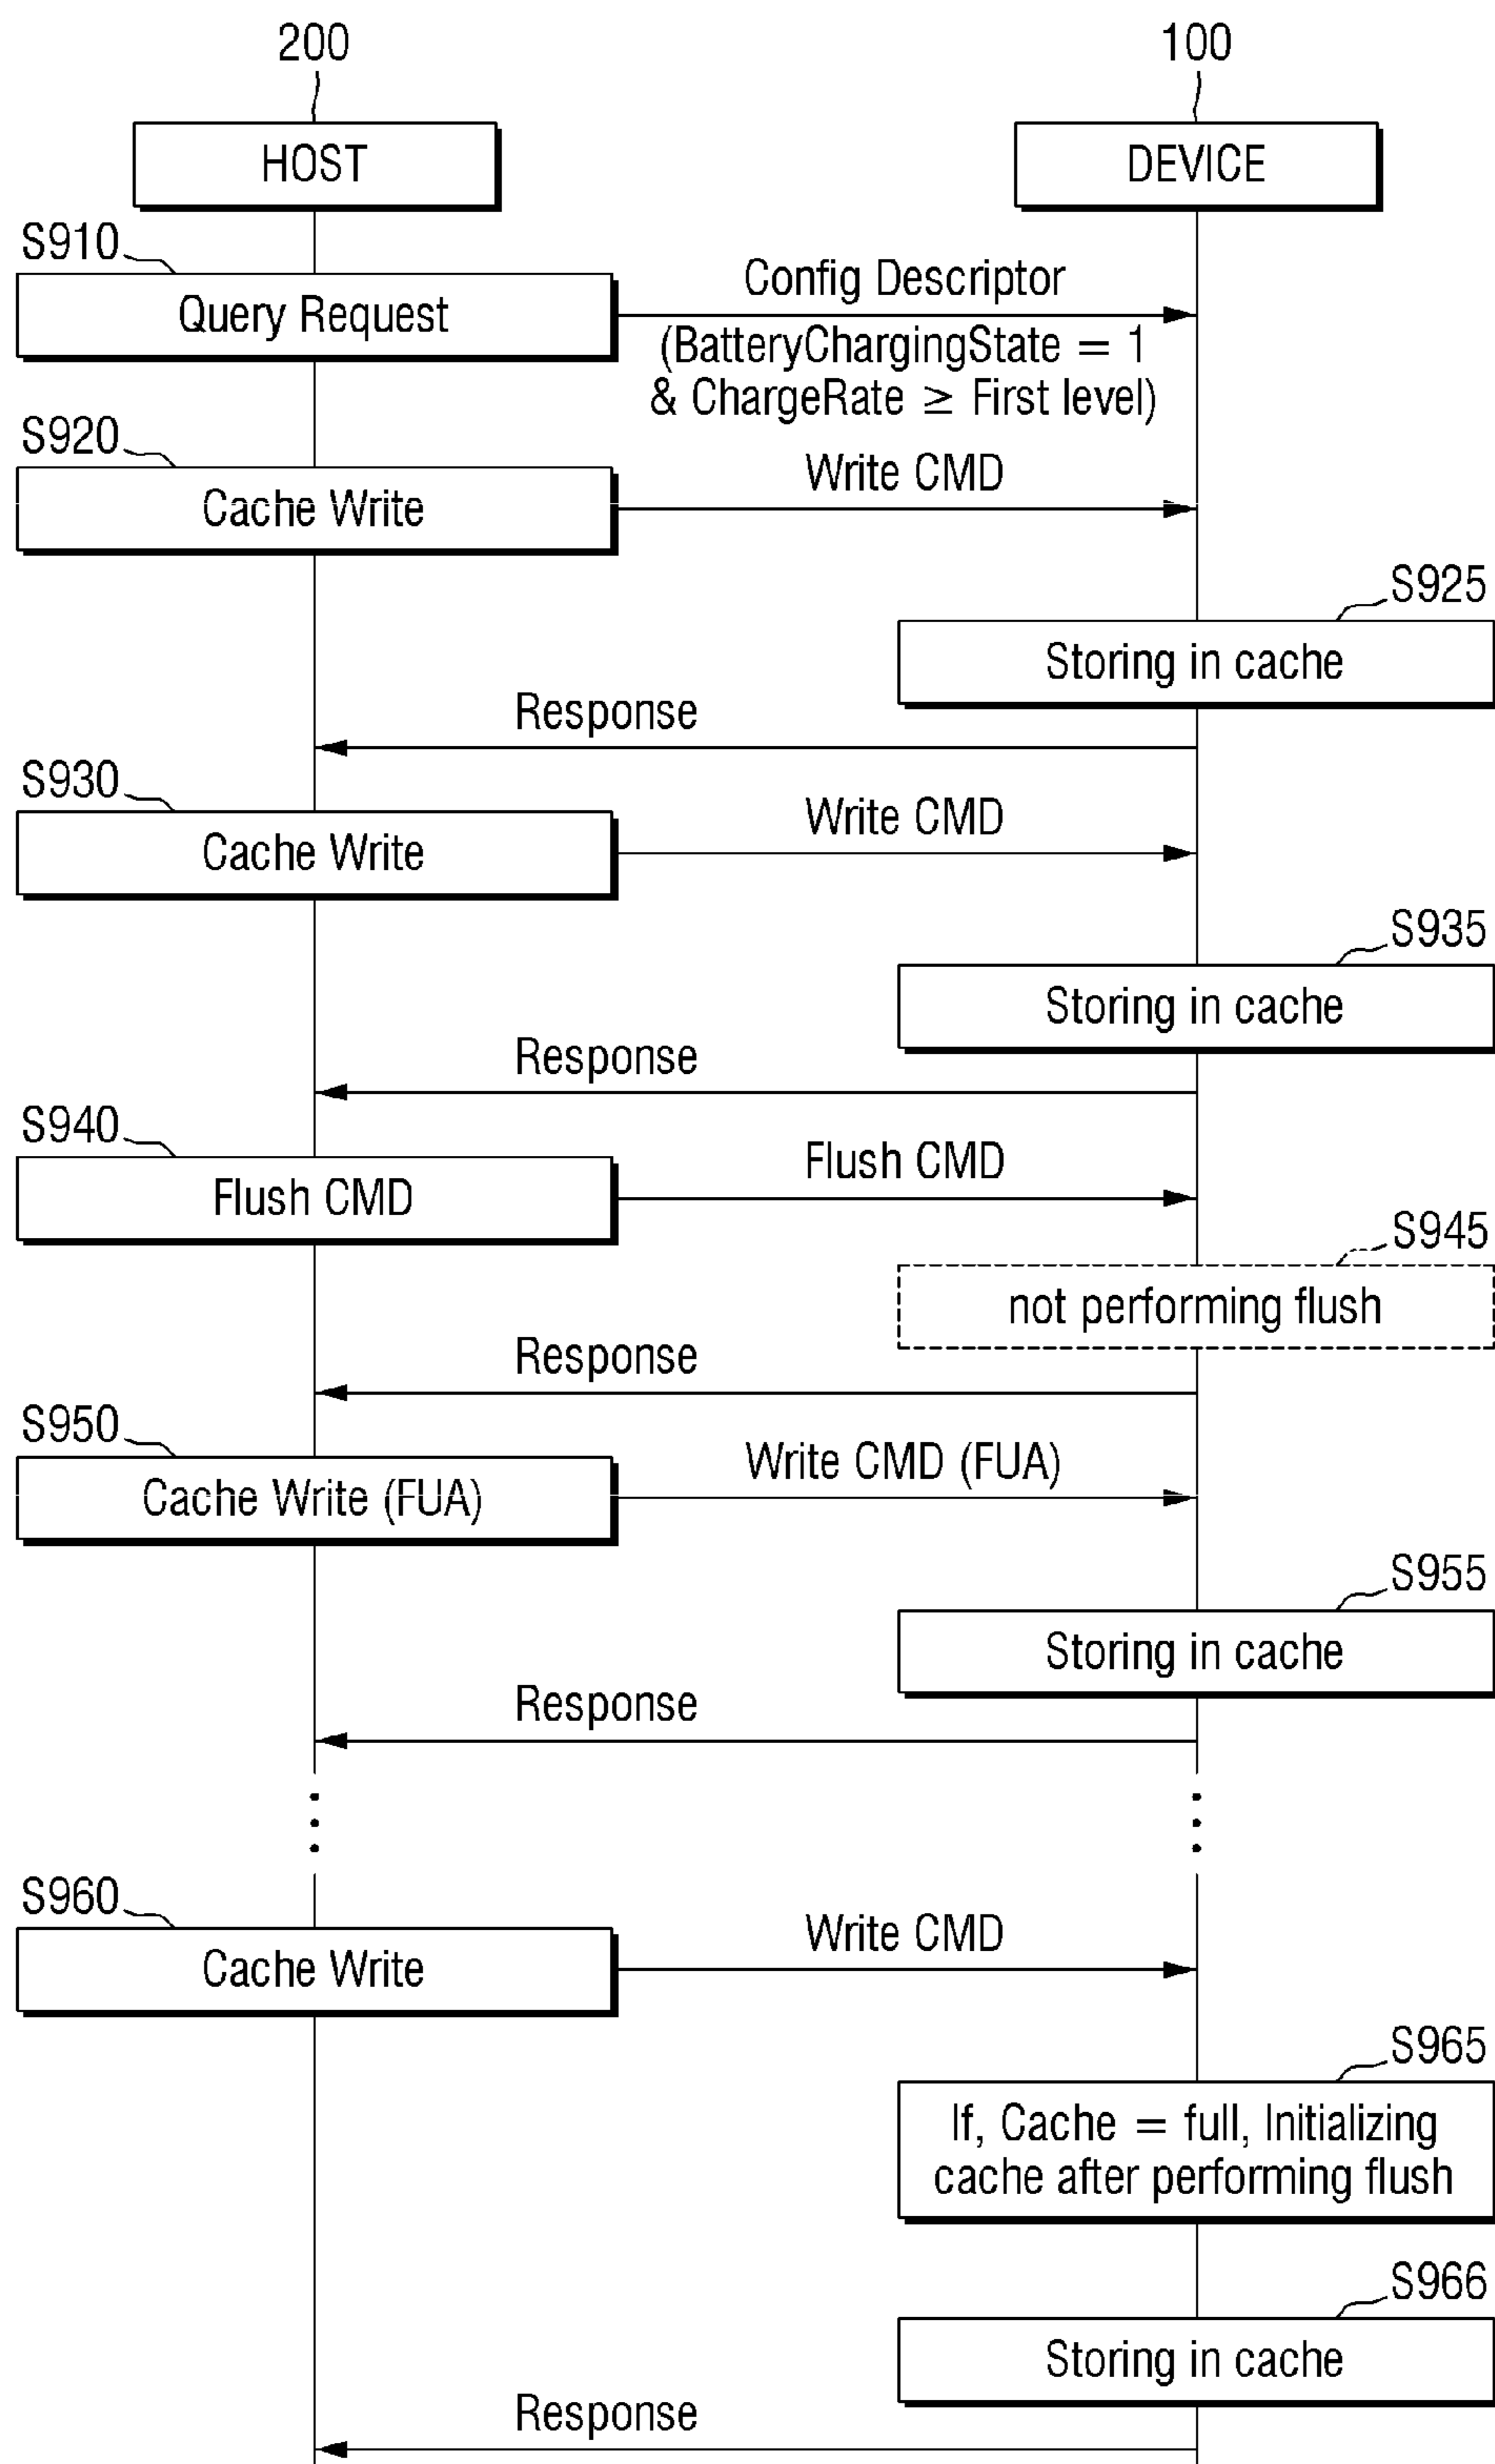 200
100
HOST
DEVICE
S910
Query Request
Config Descriptor
(BatteryChargingState = 1
& ChargeRate ≥ First level)
S920
Cache Write
Write CMD
S925
Storing in cache
Response
S930
Cache Write
Write CMD
S935
Storing in cache
Response
S940
Flush CMD
Flush CMD
S945
not performing flush
Response
S950
Cache Write (FUA)
Write CMD (FUA)
S955
Storing in cache
Response
S960
Cache Write
Write CMD
S965
If, Cache = full, Initializing
cache after performing flush
S966
Storing in cache
Response